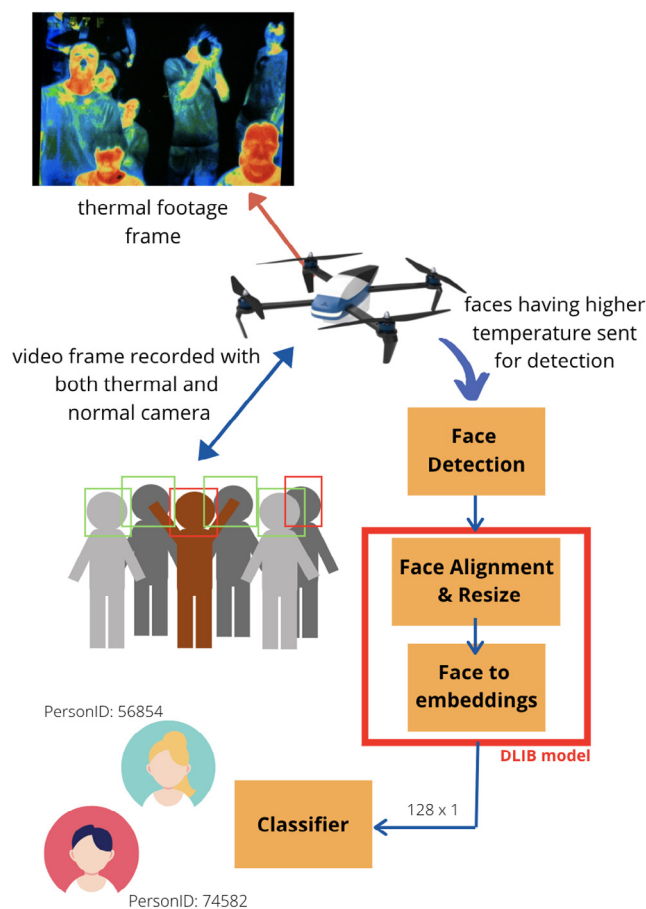 thermal footage
frame
faces having higher
temperature sent
for detection
video frame recorded with
both thermal and
normal camera
Face
Detection
Face Alignment
& Resize
Face to
embeddings
DLIB model
PersonID: 56854
128 x 1
Classifier
PersonID: 74582